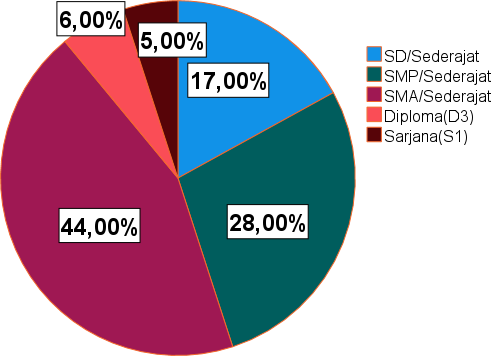 6,00%
5,00%
17,00%
28,00%
44,00%
SD/Sederajat
SMP/Sederajat
SMA/Sederajat
Diploma(D3)
Sarjana(S1)